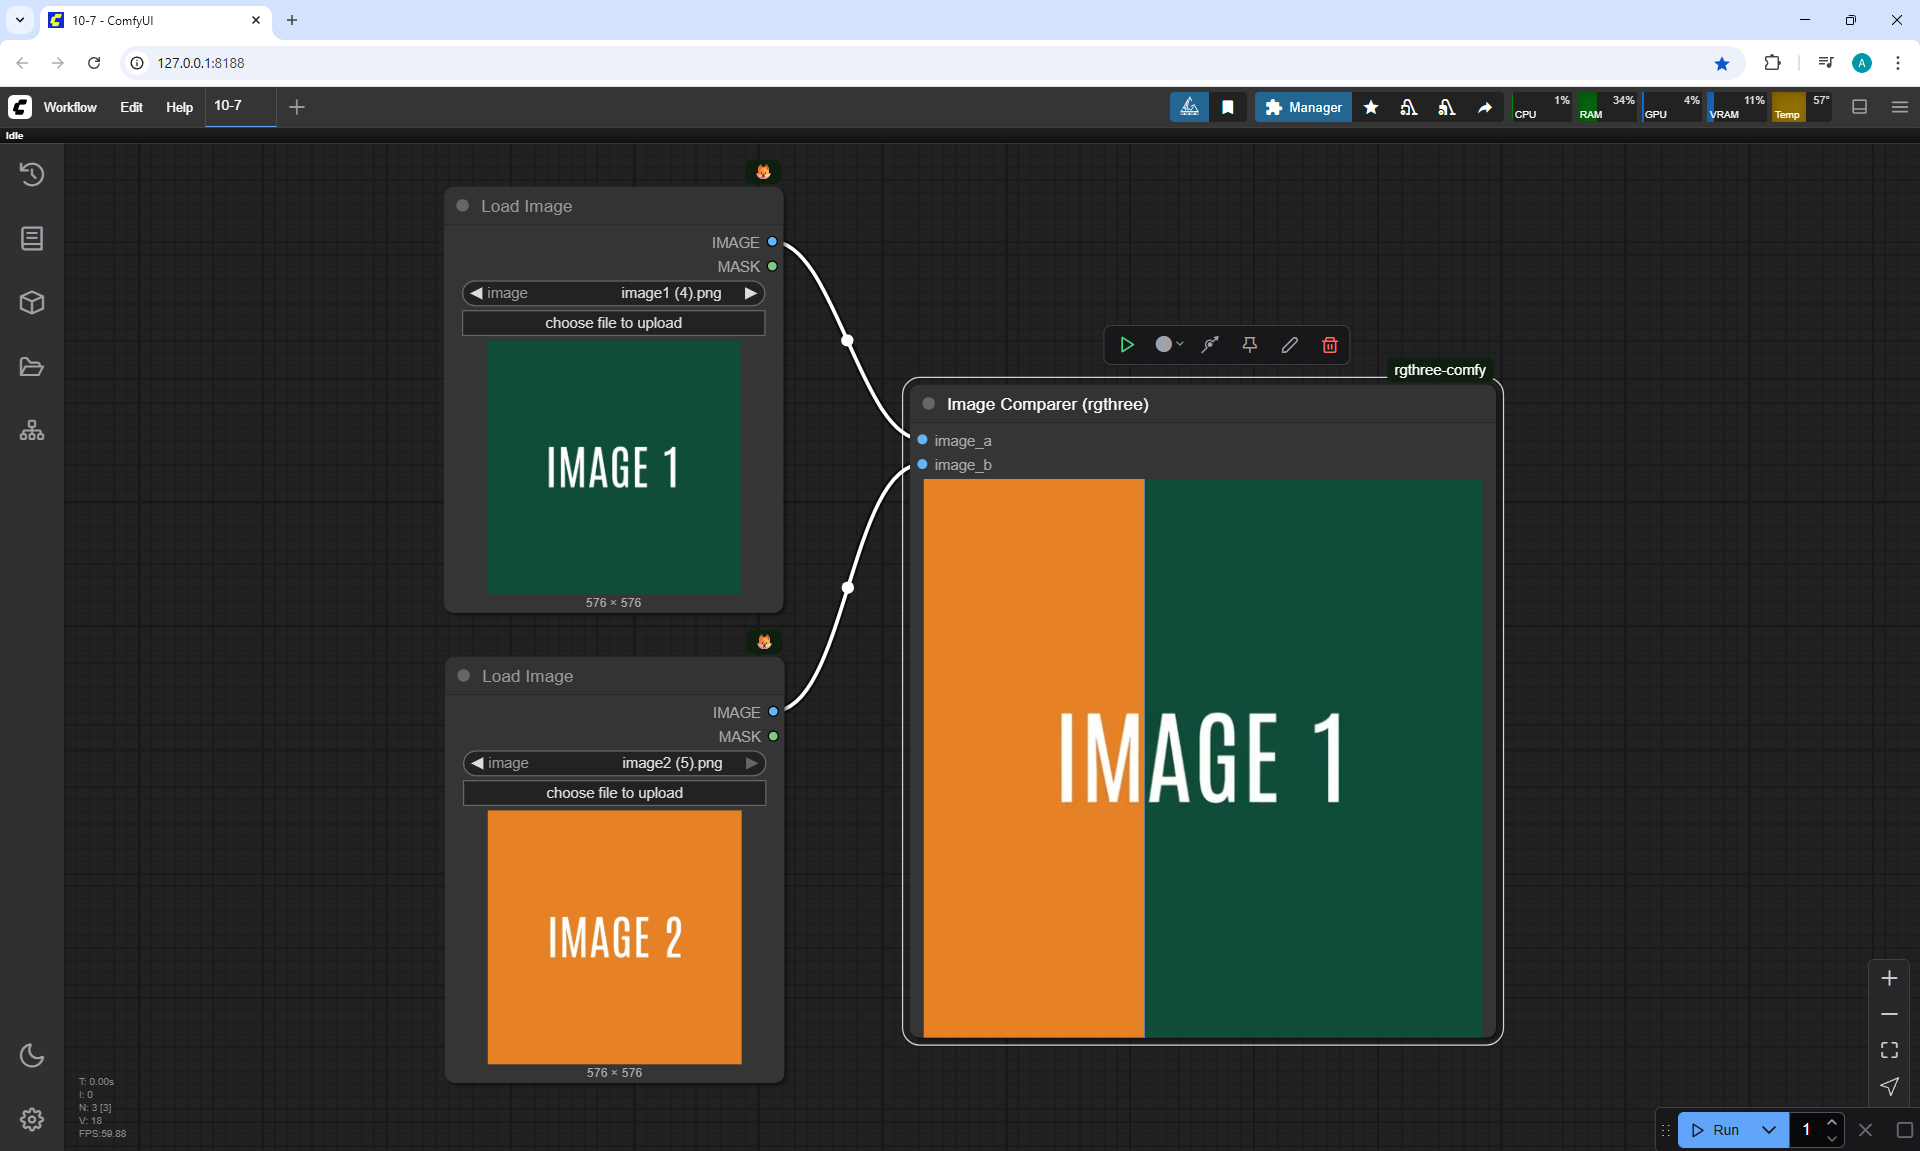 10-7 - ComfyUI
127.0.0.1:8188
Workflow Edit Help 10-7
Manager
CPU 1% RAM 34% GPU 4% VRAM 11% Temp 57°
Idle
Load Image
IMAGE
MASK
image image1 (4).png
choose file to upload
IMAGE 1
576 × 576
Load Image
IMAGE
MASK
image image2 (5).png
choose file to upload
IMAGE 2
576 × 576
rgthree-comfy
Image Comparer (rgthree)
image_a
image_b
IMAGE 1
T: 0.00s
I: 0
N: 3 [3]
V: 18
FPS:59.88
Run 1
A